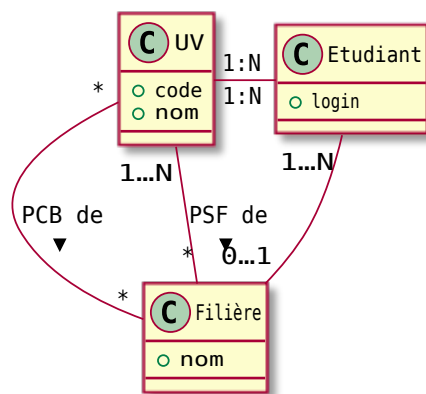 C UV
code
nom
1:N
1:N
C Etudiant
login
*
1...N
1...N
PCB de
▼
PSF de
▼
*
0...1
*
C Filière
nom